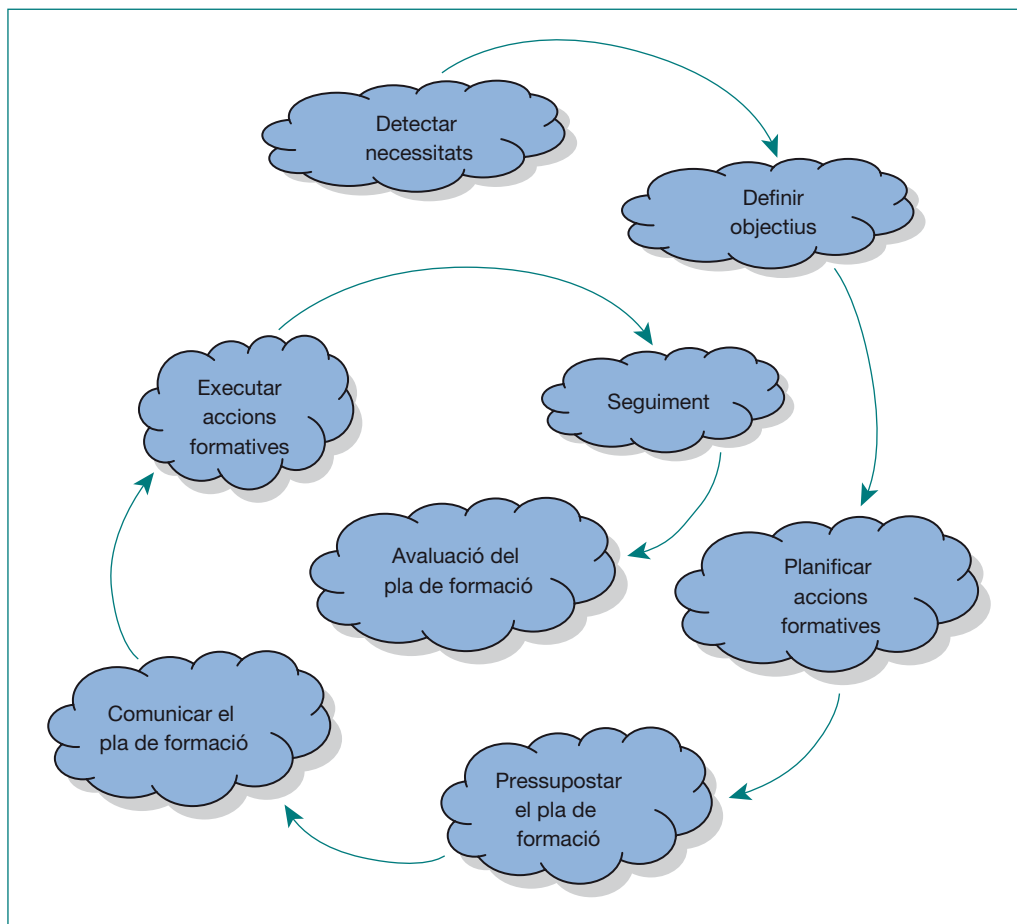 Detectar
necessitats
Definir
objectius
Planificar
accions
formatives
Pressupostar
el pla de
formació
Comunicar el
pla de formació
Executar
accions
formatives
Seguiment
Avaluació del
pla de formació